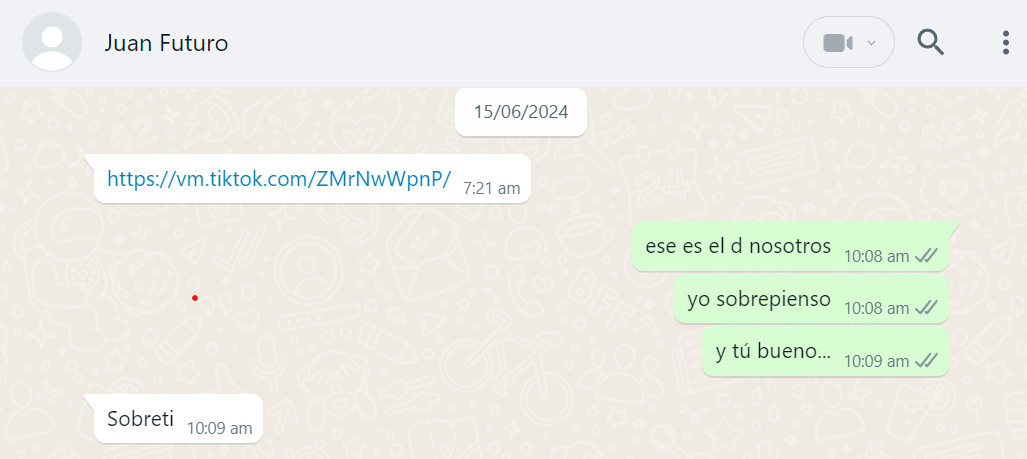 Juan Futuro
15/06/2024
https://vm.tiktok.com/ZMrNwWpnP/ 7:21 am
ese es el d nosotros 10:08 am
yo sobrepienso 10:08 am
y tú bueno... 10:09 am
Sobreti 10:09 am